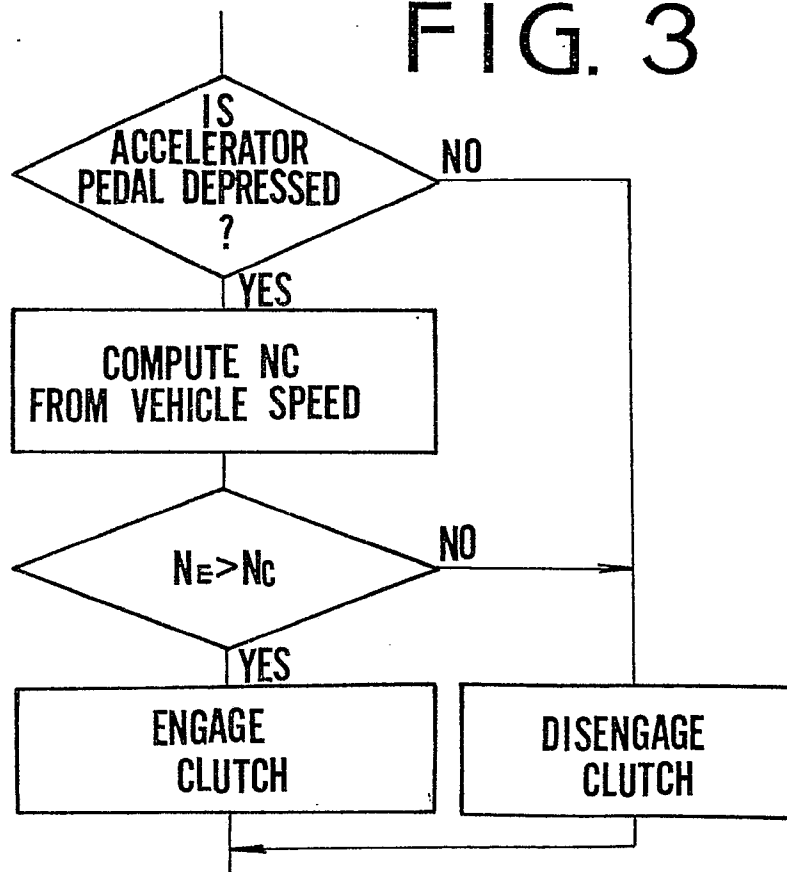 FIG. 3
IS
ACCELERATOR
PEDAL DEPRESSED
?
NO
YES
COMPUTE NC
FROM VEHICLE SPEED
NE>NC
NO
YES
ENGAGE
CLUTCH
DISENGAGE
CLUTCH